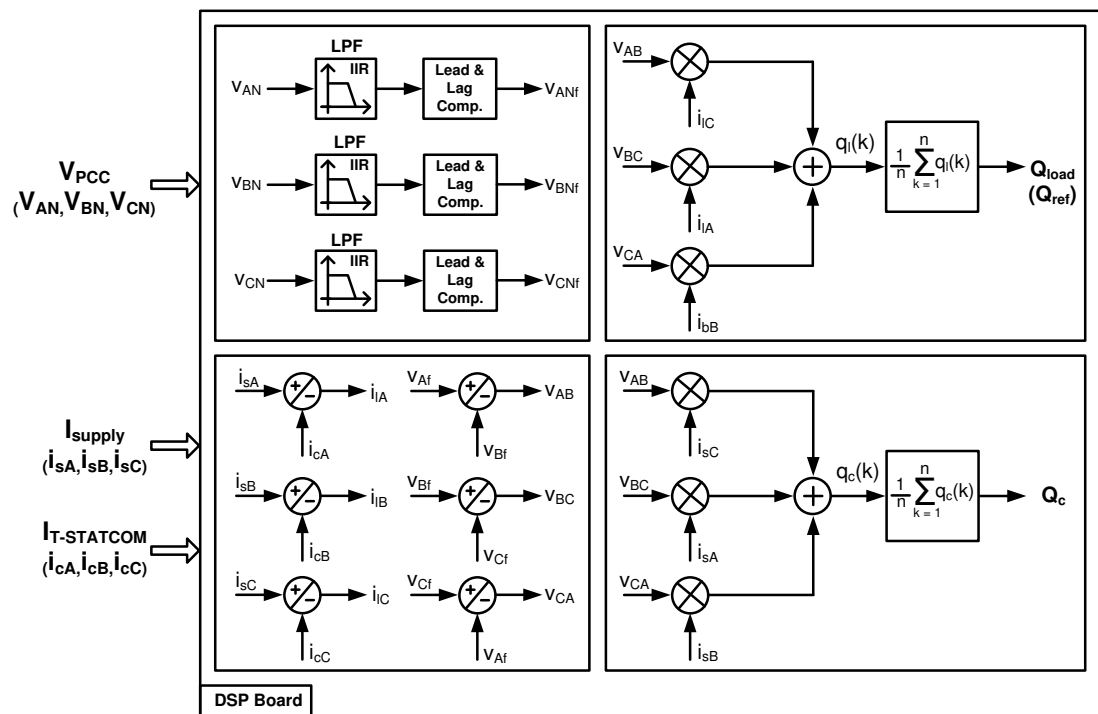 V_PCC
(V_AN,V_BN,V_CN)
I_supply
(i_sA,i_sB,i_sC)
I_T-STATCOM
(i_cA,i_cB,i_cC)
LPF
v_AN
IIR
Lead &
Lag
Comp.
v_ANf
LPF
v_BN
IIR
Lead &
Lag
Comp.
v_BNf
LPF
v_CN
IIR
Lead &
Lag
Comp.
v_CNf
v_AB
i_lC
v_BC
i_lA
v_CA
i_bB
+
q_l(k)
1/n n ∑ k = 1 q_l(k)
Q_load
(Q_ref)
i_sA
+/-
i_lA
i_cA
v_Af
+/-
v_AB
v_Bf
i_sB
+/-
i_lB
i_cB
v_Bf
+/-
v_BC
v_Cf
i_sC
+/-
i_lC
i_cC
v_Cf
+/-
v_CA
v_Af
v_AB
i_sC
v_BC
i_sA
v_CA
i_sB
+
q_c(k)
1/n n ∑ k = 1 q_c(k)
Q_c
DSP Board